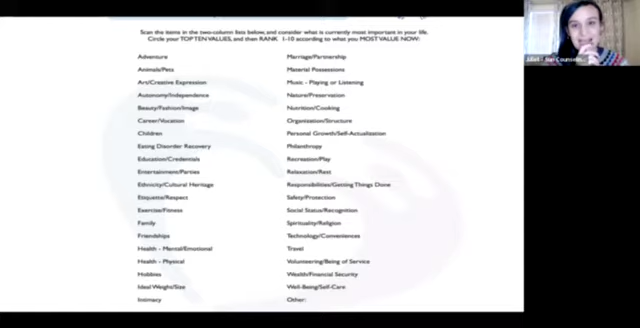 Scan the items in the two-column lists below, and consider what is currently most important in your life.
Circle your TOP TEN VALUES, and then RANK 1-10 according to what you MOST VALUE NOW:
Adventure
Animals/Pets
Art/Creative Expression
Autonomy/Independence
Beauty/Fashion/Image
Career/Vocation
Children
Eating Disorder Recovery
Education/Credentials
Entertainment/Parties
Ethnicity/Cultural Heritage
Etiquette/Respect
Exercise/Fitness
Family
Friendships
Health - Mental/Emotional
Health - Physical
Hobbies
Ideal Weight/Size
Intimacy
Marriage/Partnership
Material Possessions
Music - Playing or Listening
Nature/Preservation
Nutrition/Cooking
Organization/Structure
Personal Growth/Self-Actualization
Philanthropy
Recreation/Play
Relaxation/Rest
Responsibilities/Getting Things Done
Safety/Protection
Social Status/Recognition
Spirituality/Religion
Technology/Conveniences
Travel
Volunteering/Being of Service
Wealth/Financial Security
Well-Being/Self-Care
Other: